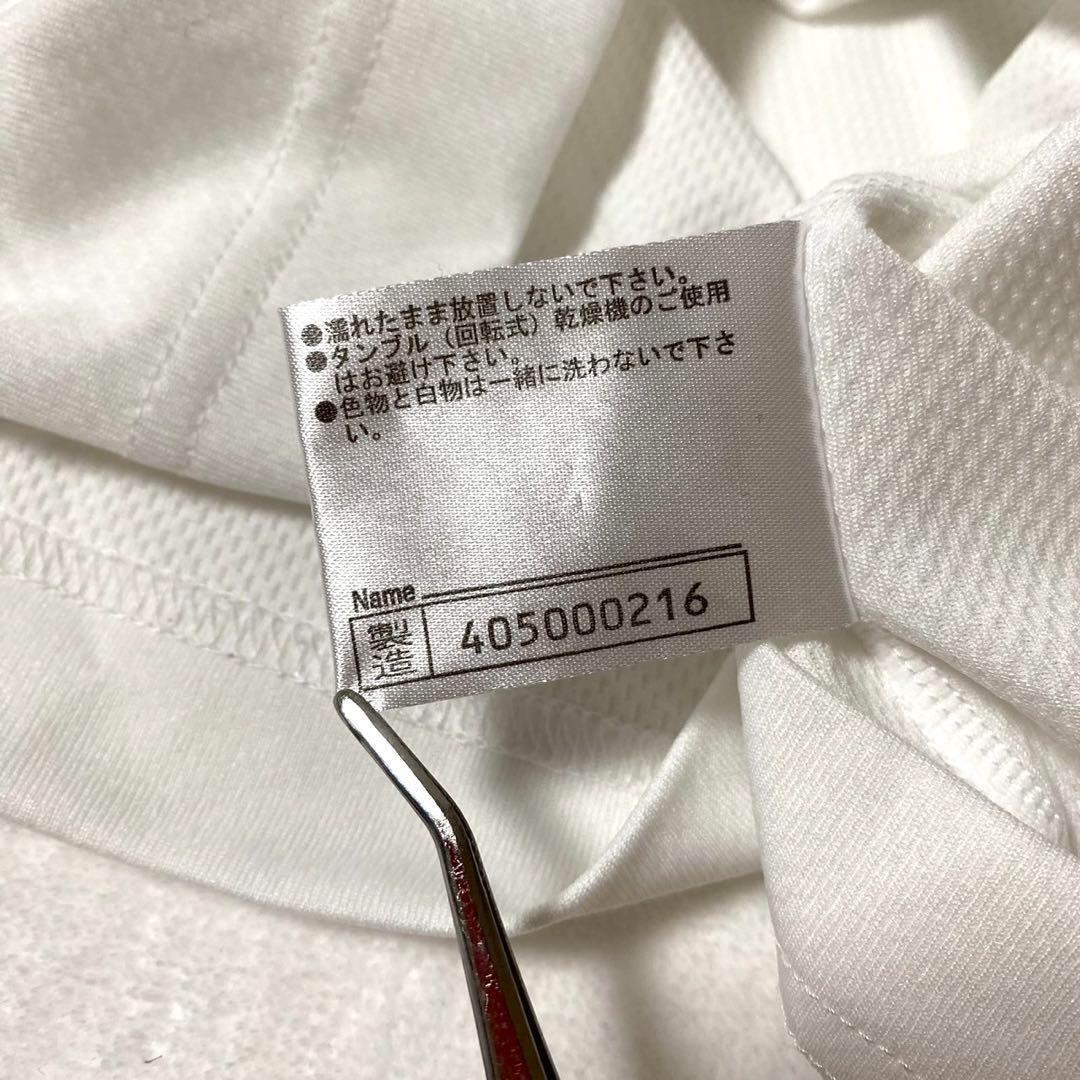 ●濡れたまま放置しないで下さい。
●タンブル（回転式）乾燥機のご使用
はお避け下さい。
●色物と白物は一緒に洗わないで下さ
い。
Name
製造 405000216